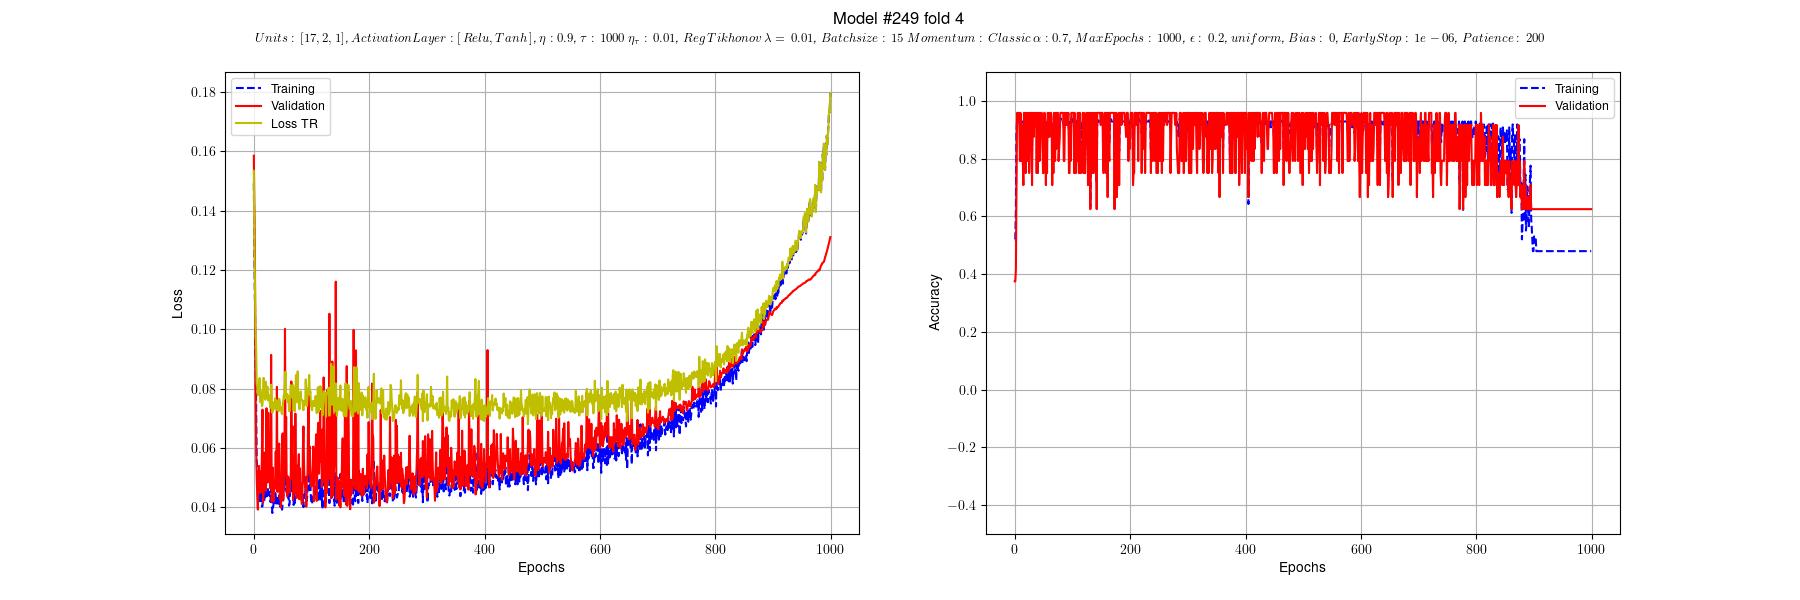 Model #249 fold 4
Units : [17, 2, 1], ActivationLayer : [ Relu, Tanh ], η : 0.9, τ : 1000 ητ : 0.01, Reg Tikhonov λ = 0.01, Batchsize : 15 Momentum : Classic α : 0.7, MaxEpochs : 1000, ϵ : 0.2, uniform, Bias : 0, EarlyStop : 1e − 06, Patience : 200
Training
Validation
Loss TR
0.18
0.16
0.14
0.12
0.10
0.08
0.06
0.04
Loss
0 200 400 600 800 1000
Epochs
Training
Validation
1.0
0.8
0.6
0.4
0.2
0.0
−0.2
−0.4
Accuracy
0 200 400 600 800 1000
Epochs